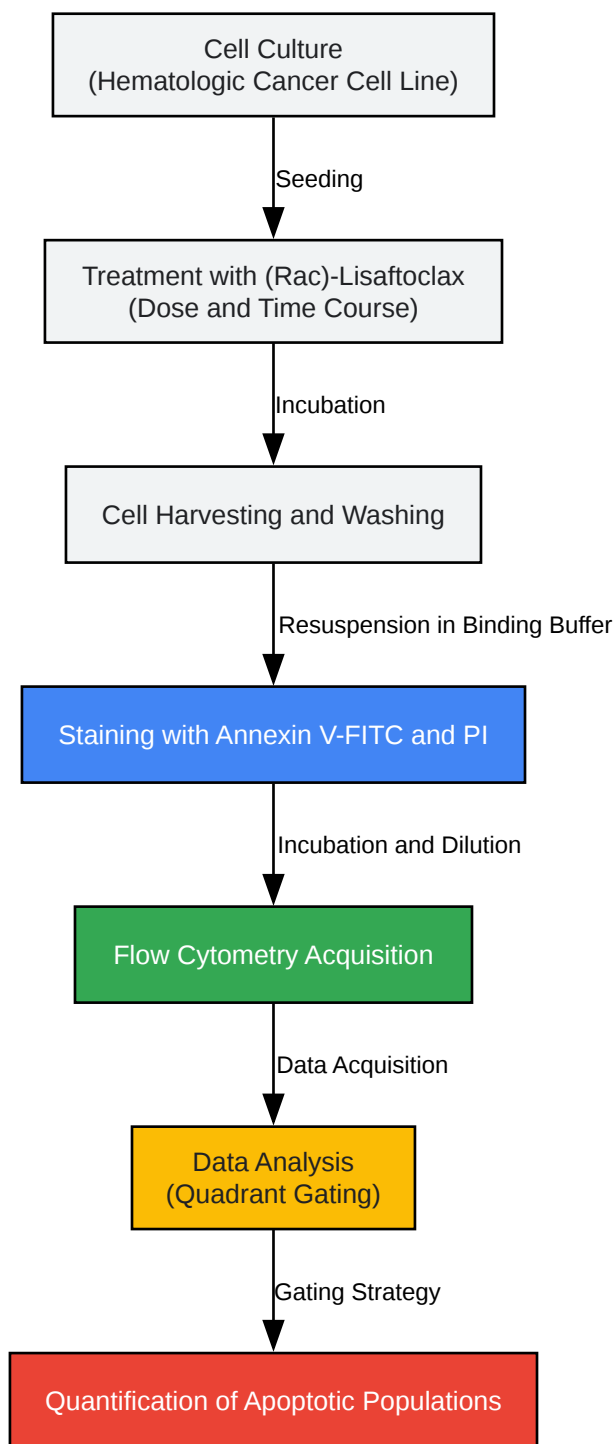 Cell Culture
(Hematologic Cancer Cell Line)
Seeding
Treatment with (Rac)-Lisaftoclax
(Dose and Time Course)
Incubation
Cell Harvesting and Washing
Resuspension in Binding Buffer
Staining with Annexin V-FITC and PI
Incubation and Dilution
Flow Cytometry Acquisition
Data Acquisition
Data Analysis
(Quadrant Gating)
Gating Strategy
Quantification of Apoptotic Populations